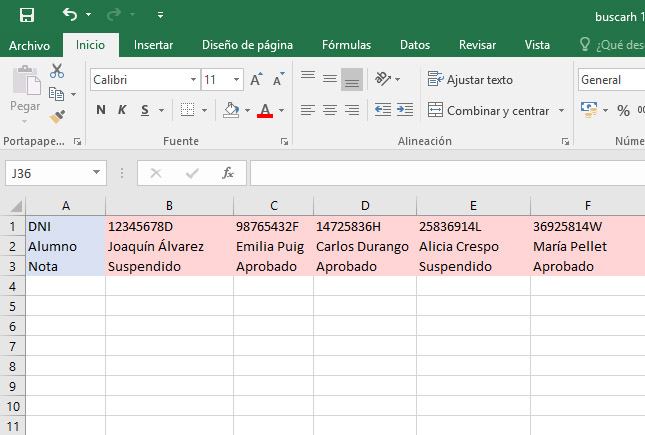 buscarh 1
Archivo Inicio Insertar Diseño de página Fórmulas Datos Revisar Vista ¿Qué des
Pegar Calibri 11 A A Ajustar texto General
N K S A Combinar y centrar % 00
Portapape... Fuente Alineación Núme
J36 fx
A B C D E F
1 DNI 12345678D 98765432F 14725836H 25836914L 36925814W
2 Alumno Joaquín Álvarez Emilia Puig Carlos Durango Alicia Crespo María Pellet
3 Nota Suspendido Aprobado Aprobado Suspendido Aprobado
4
5
6
7
8
9
10
11